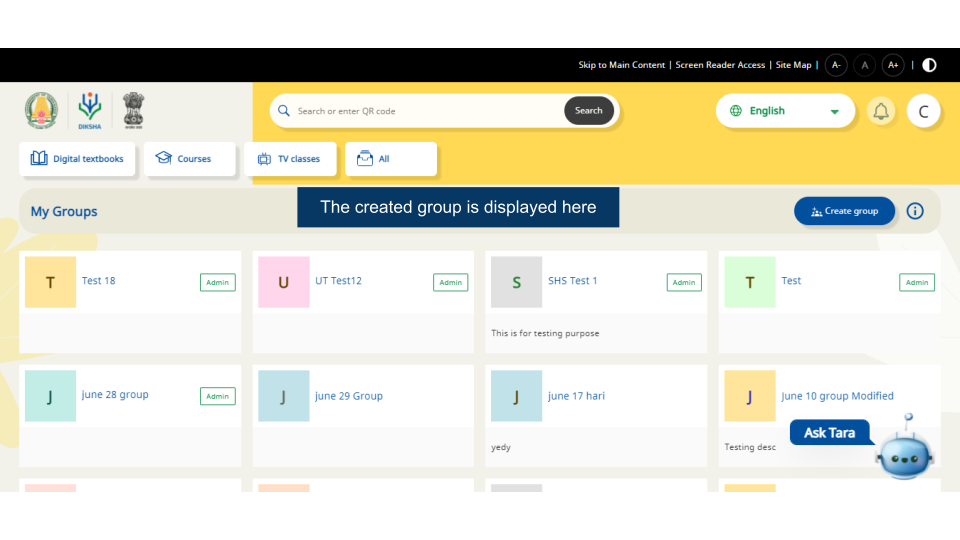 Skip to Main Content | Screen Reader Access | Site Map | A- A A+ |
DIKSHA
Search or enter QR code
Search
English
C
Digital textbooks
Courses
TV classes
All
My Groups
The created group is displayed here
Create group
T Test 18 Admin
U UT Test12 Admin
S SHS Test 1 Admin
T Test Admin
This is for testing purpose
J june 28 group Admin
J june 29 Group
J june 17 hari
J June 10 group Modified
yedy
Testing desc
Ask Tara